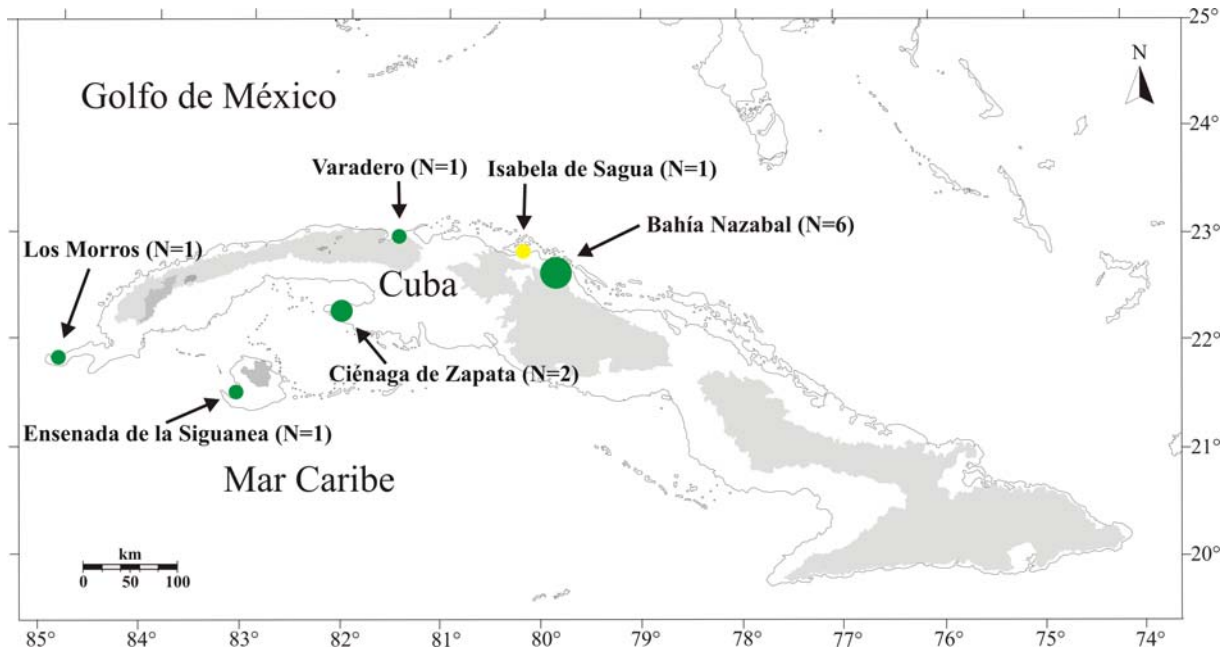 25°
N
Golfo de México
24°
Varadero (N=1)
Isabela de Sagua (N=1)
Bahía Nazabal (N=6)
23°
Los Morros (N=1)
Cuba
22°
Ciénaga de Zapata (N=2)
Ensenada de la Siguanea (N=1)
21°
Mar Caribe
km
20°
0 50 100
85° 84° 83° 82° 81° 80° 79° 78° 77° 76° 75° 74°